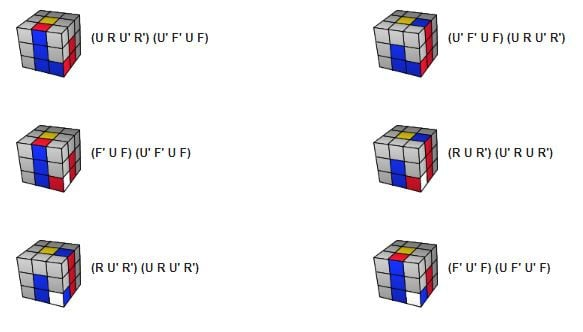 (U R U' R') (U' F' U F)
(U' F' U F) (U R U' R')
(F' U F) (U' F' U F)
(R U R') (U' R U R')
(R U' R') (U R U' R')
(F' U' F) (U F' U' F)